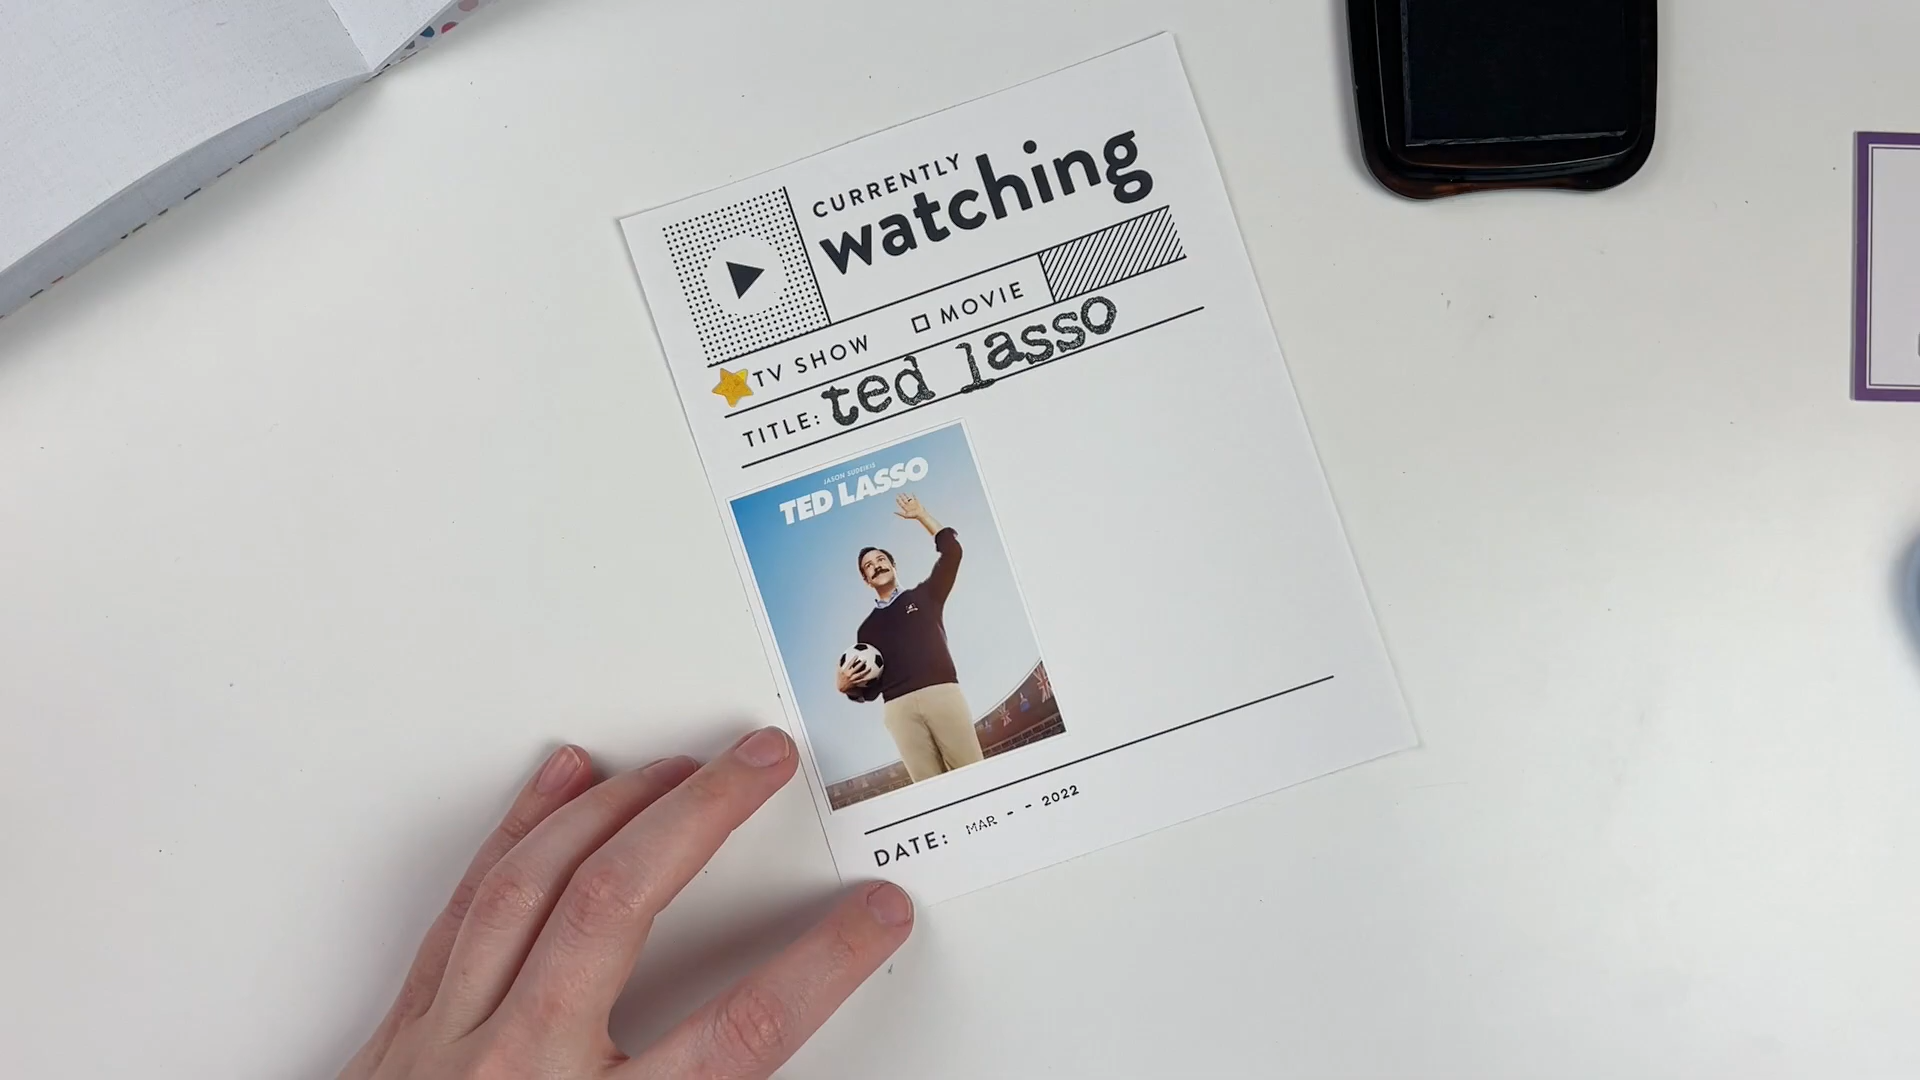 CURRENTLY
watching
TV SHOW MOVIE
TITLE: ted lasso
JASON SUDEIKIS
TED LASSO
DATE: MAR - - 2022